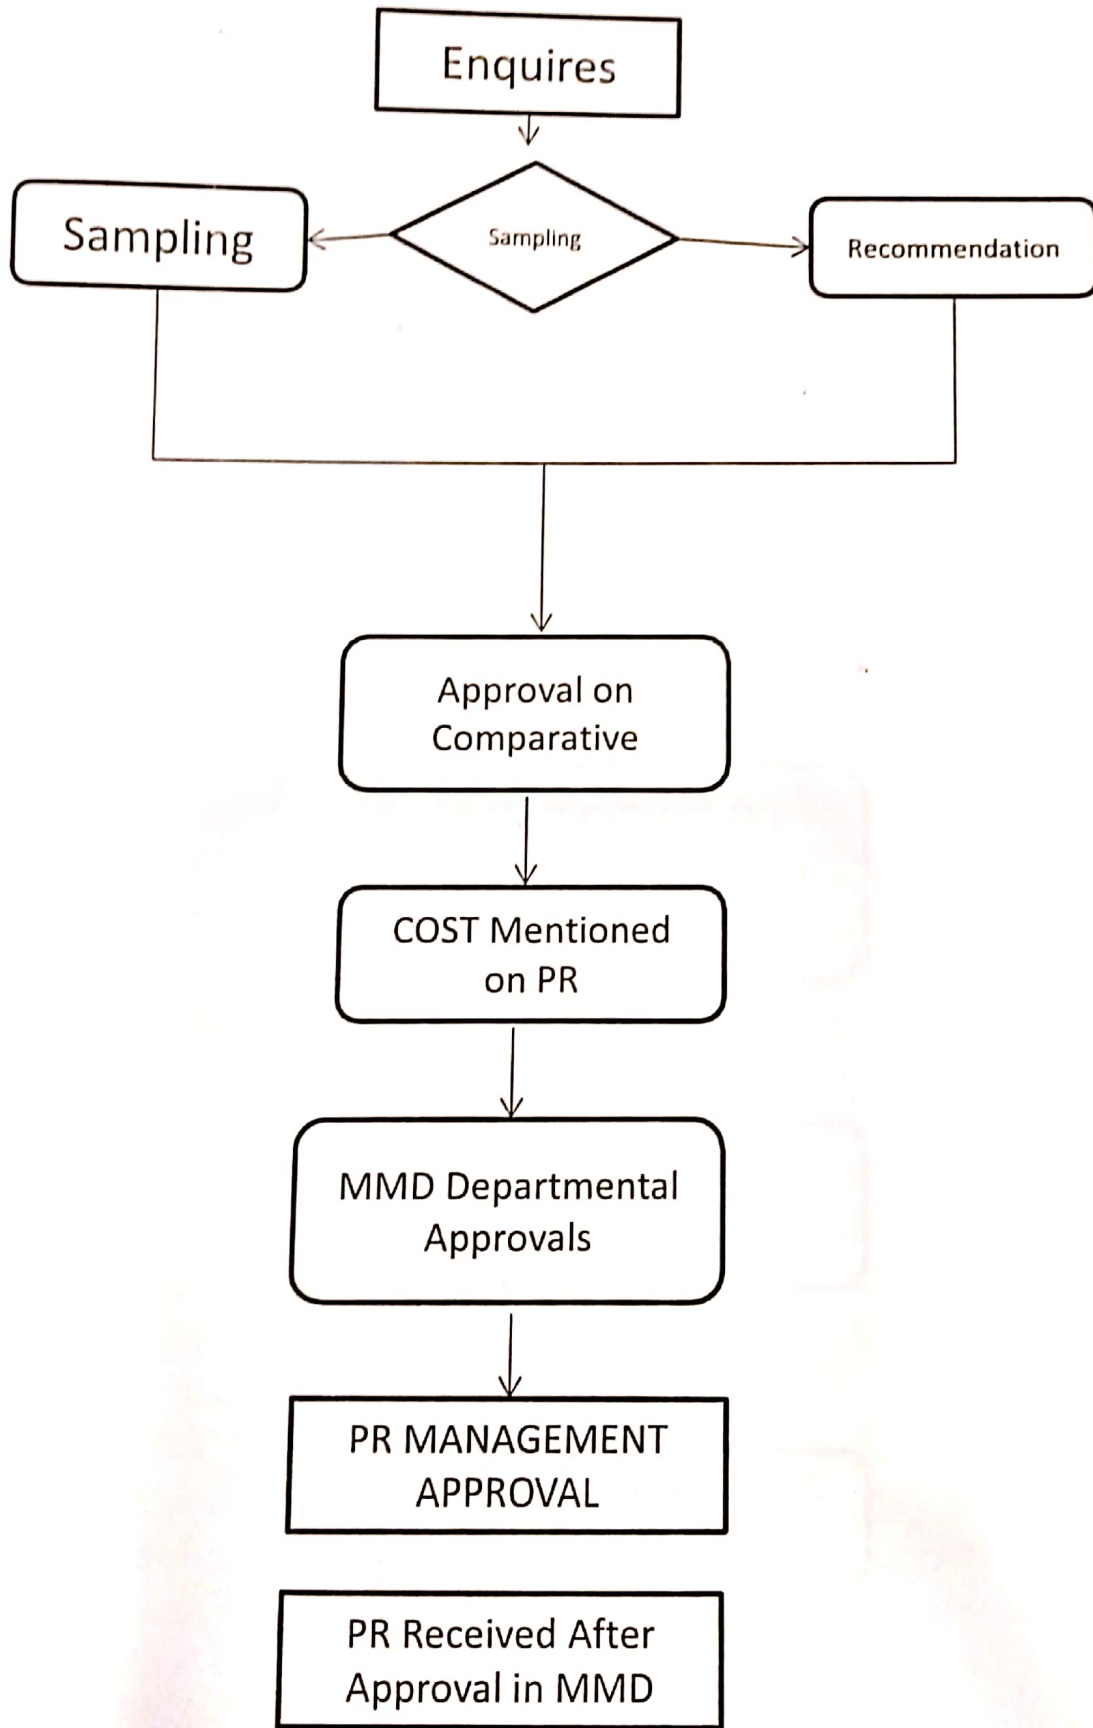 Enquires
Sampling
Sampling
Recommendation
Approval on
Comparative
COST Mentioned
on PR
MMD Departmental
Approvals
PR MANAGEMENT
APPROVAL
PR Received After
Approval in MMD